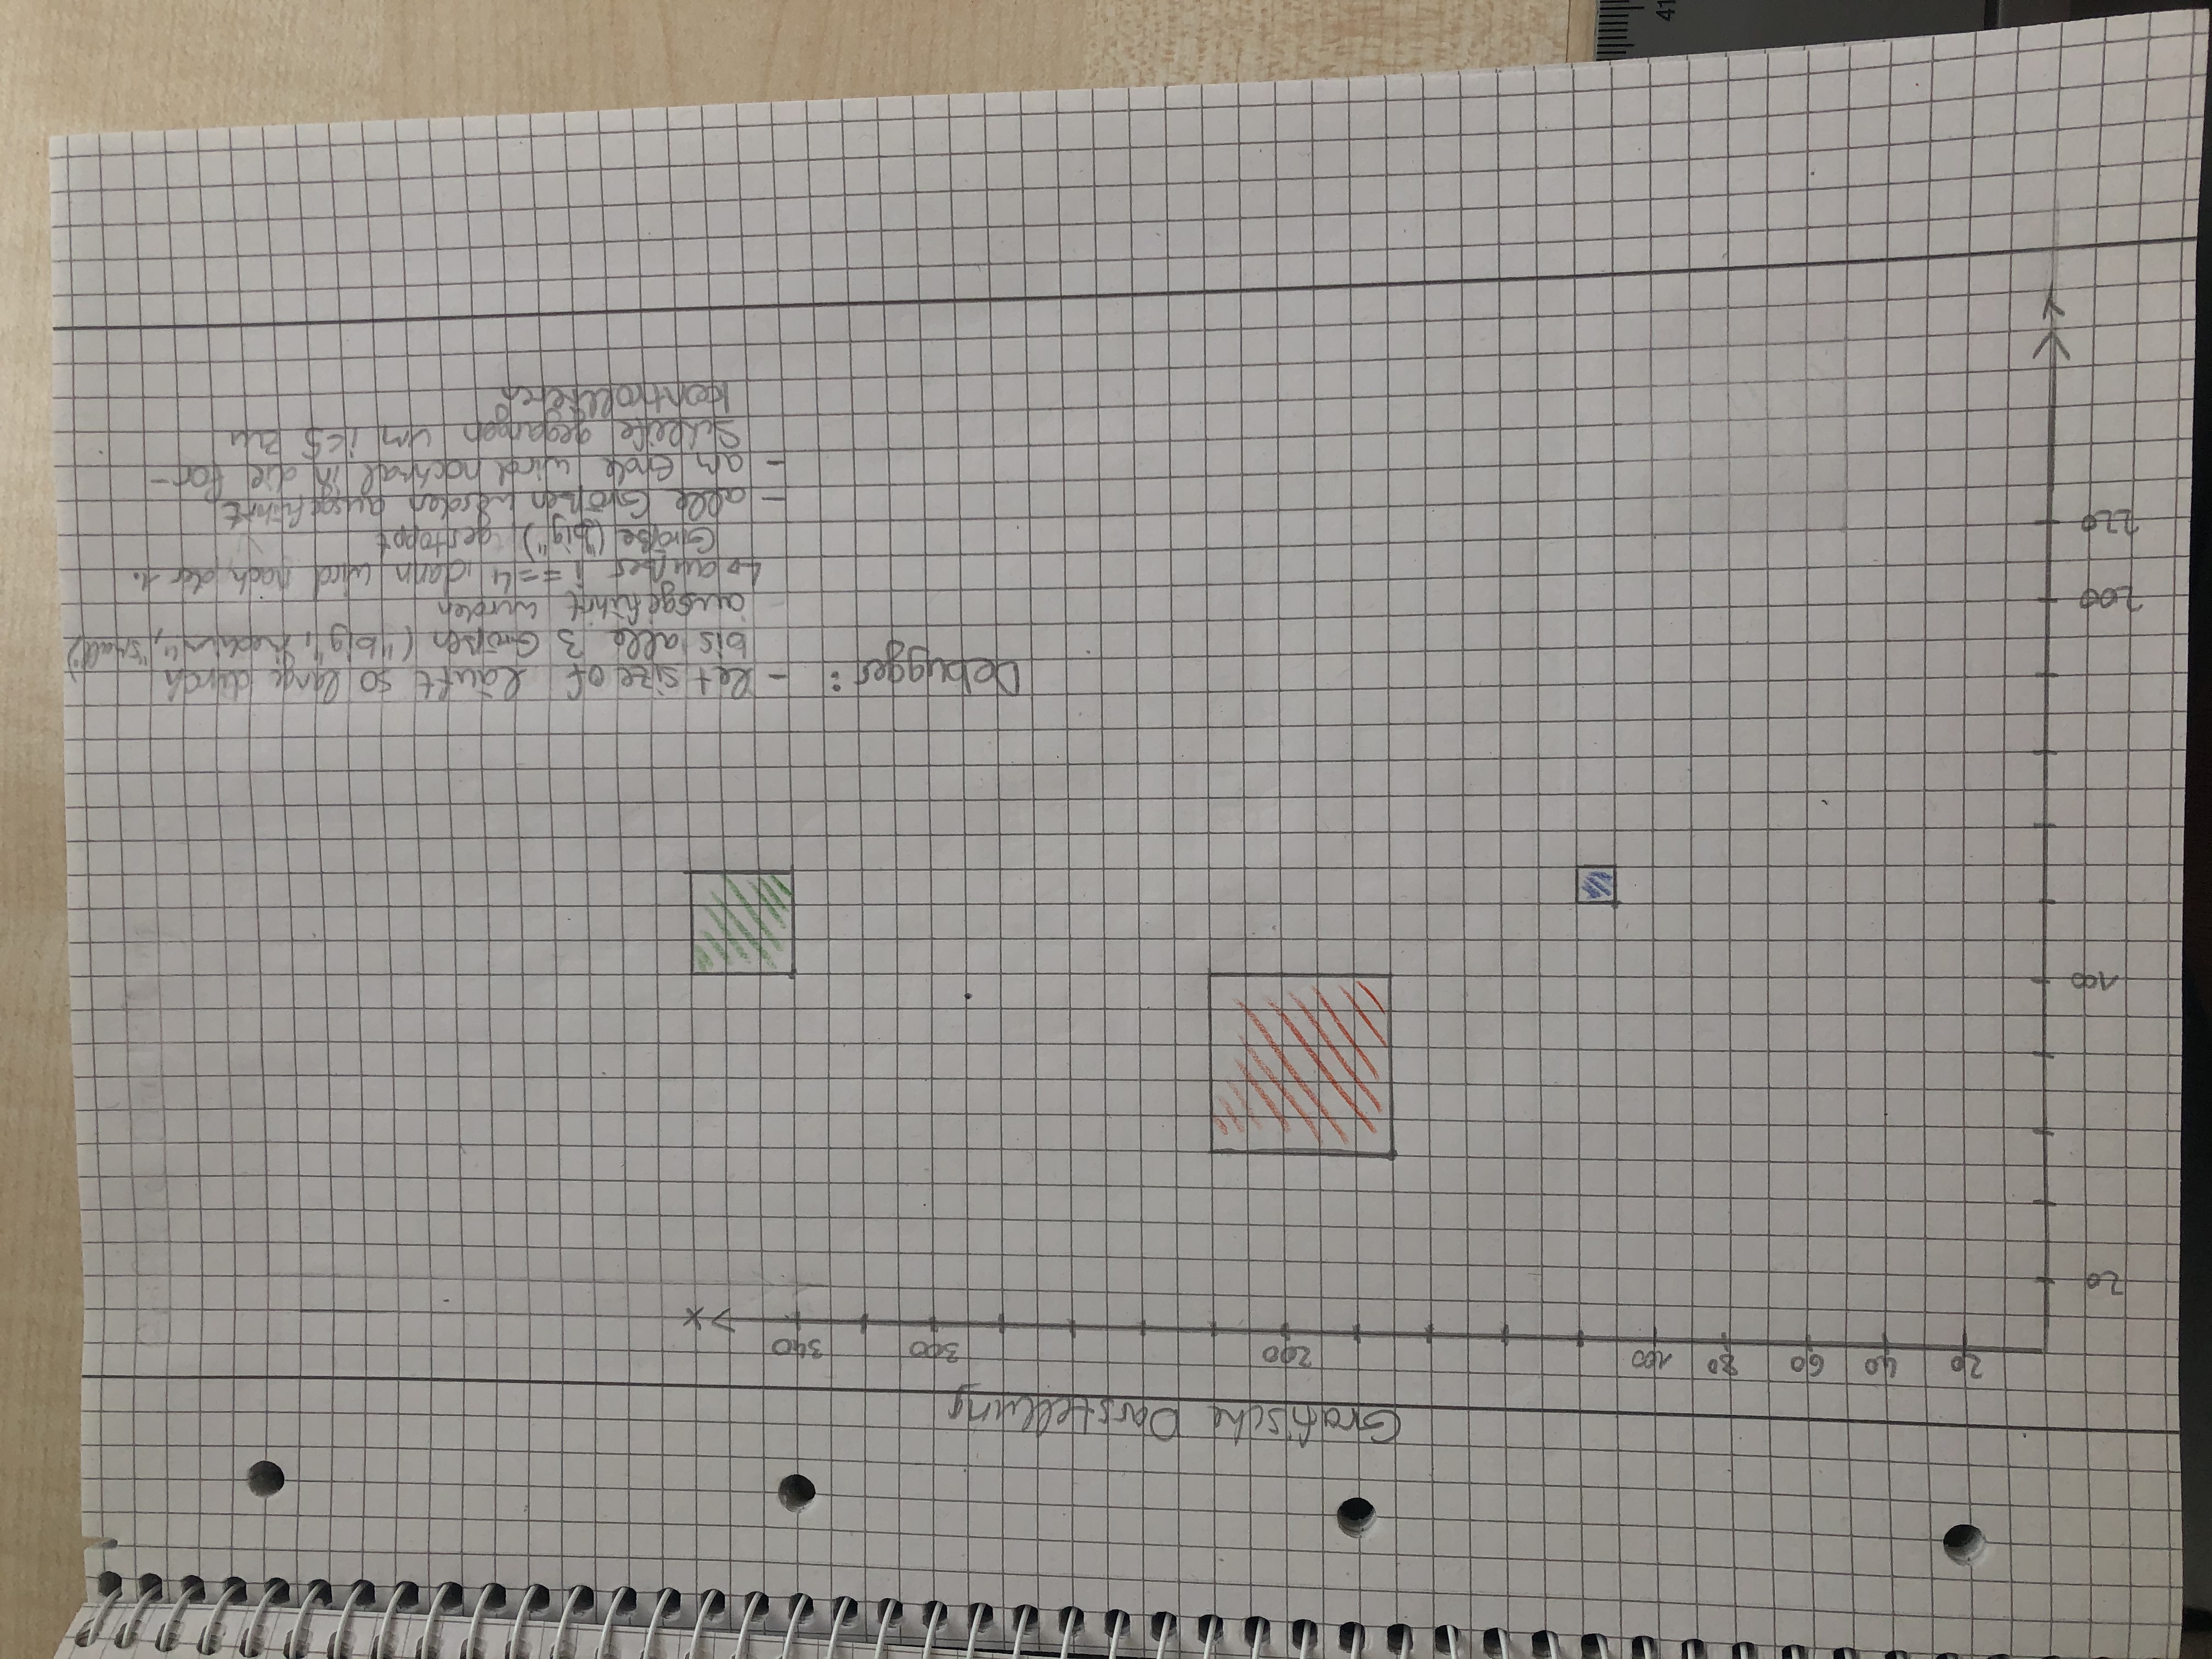 Grafische Darstellung
20 40 60 80 100 200 300 340
x
20
100
200
220
y
Debugger: - let size of läuft so lange durch
bis alle 3 Größen ("big", "medium", "small")
ausgeführt wurden
↳ außer i==4, dann wird nach der 1.
Größe ("big") gestoppt
- alle Größen werden ausgeführt
- am Ende wird nochmal in die for-
Schleife gegangen um i<5 zu
kontrollieren
41